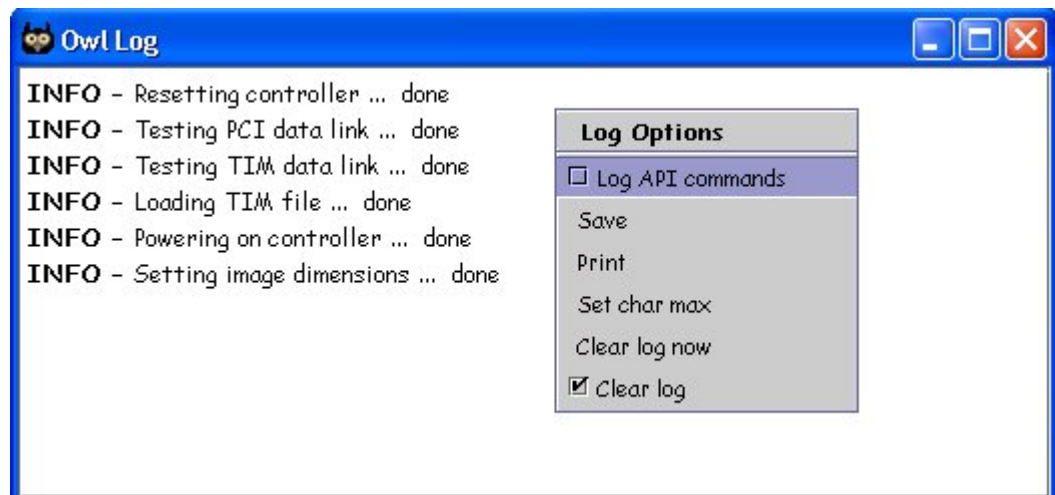 Owl Log
INFO – Resetting controller ... done
INFO – Testing PCI data link ... done
INFO – Testing TIM data link ... done
INFO – Loading TIM file ... done
INFO – Powering on controller ... done
INFO – Setting image dimensions ... done
Log Options
Log API commands
Save
Print
Set char max
Clear log now
Clear log